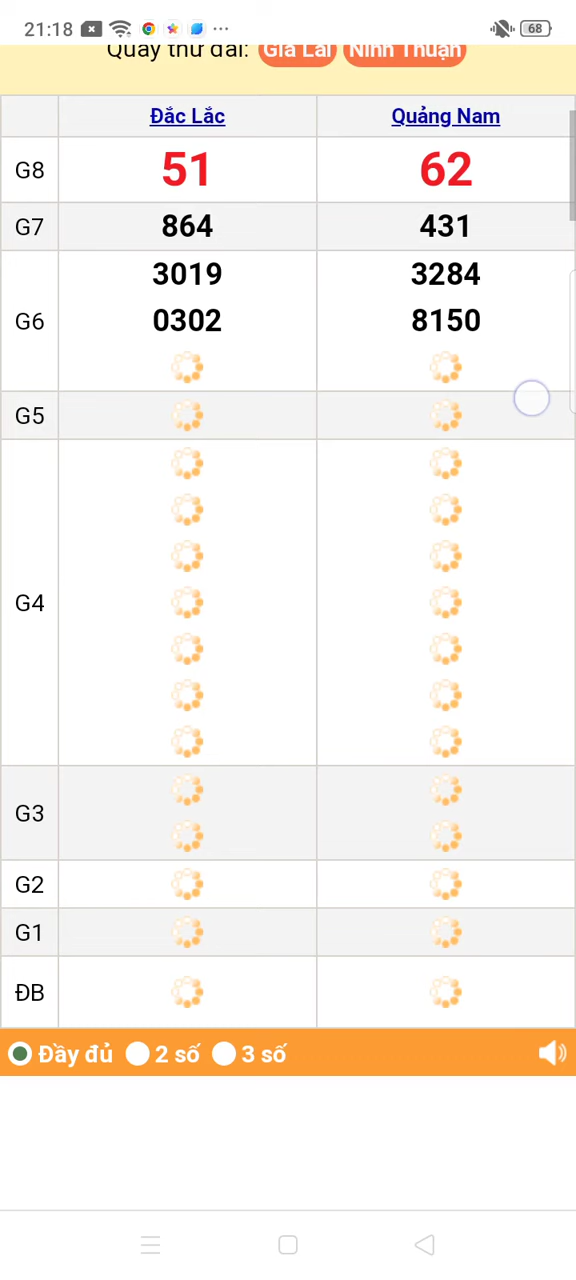 21:18 68
Quay thử đài: Gia Lai Ninh Thuận
Đắc Lắc Quảng Nam
G8 51 62
G7 864 431
3019 3284
G6 0302 8150
G5
G4
G3
G2
G1
ĐB
Đầy đủ 2 số 3 số